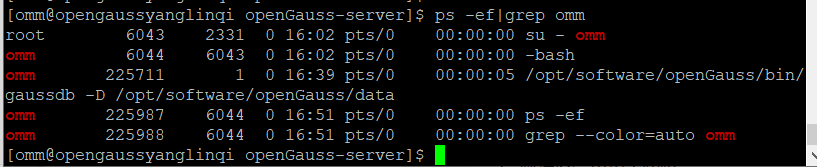 [omm@opengaussyanglinqi openGauss-server]$ ps -ef|grep omm
root 6043 2331 0 16:02 pts/0 00:00:00 su - omm
omm 6044 6043 0 16:02 pts/0 00:00:00 -bash
omm 225711 1 0 16:39 pts/0 00:00:05 /opt/software/openGauss/bin/
gaussdb -D /opt/software/openGauss/data
omm 225987 6044 0 16:51 pts/0 00:00:00 ps -ef
omm 225988 6044 0 16:51 pts/0 00:00:00 grep --color=auto omm
[omm@opengaussyanglinqi openGauss-server]$